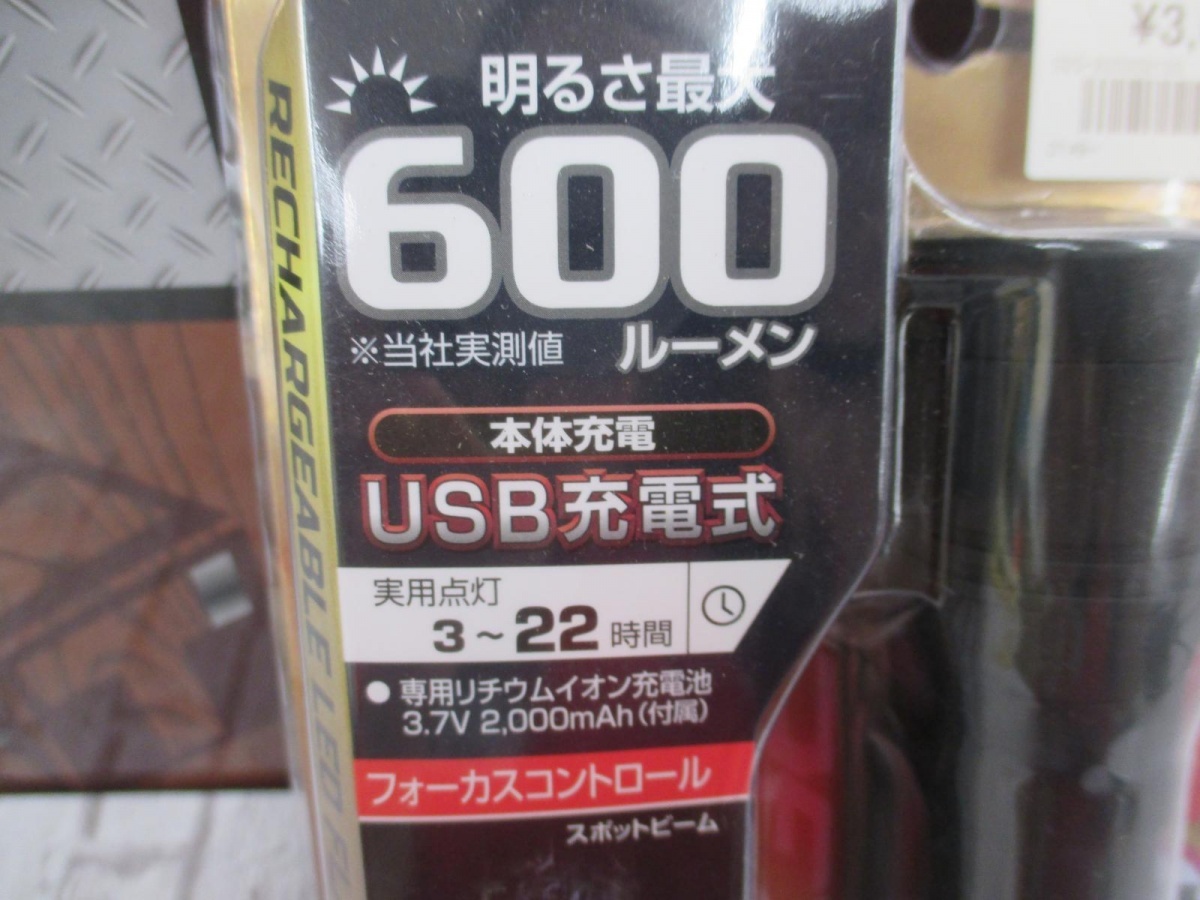 ¥3,
RECHARGEABLE LED
明るさ最大
600
ルーメン
※当社実測値
本体充電
USB充電式
実用点灯
3～22時間
●専用リチウムイオン充電池
3.7V 2,000mAh（付属）
フォーカスコントロール
スポットビーム